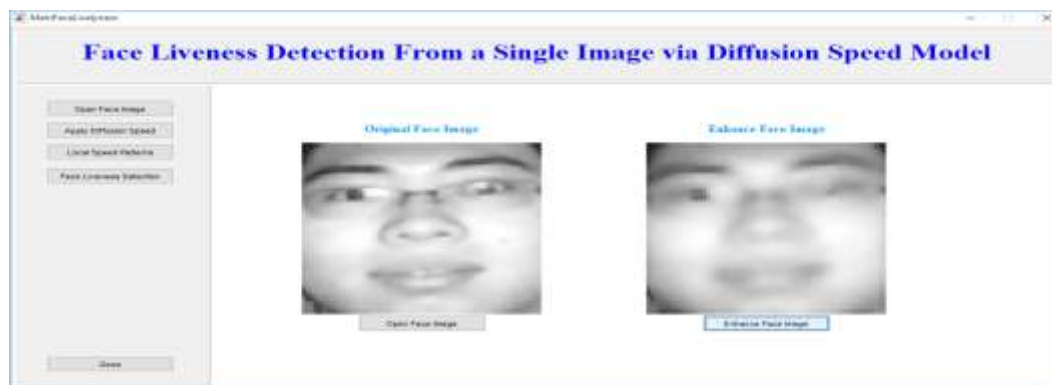 Face Liveness Detection From a Single Image via Diffusion Speed Model
Open Face Image
Apply Diffusion Speed
Local Speed Patterns
Face Liveness Detection
Original Face Image
Enhance Face Image
Open Face Image
Enhance Face Image